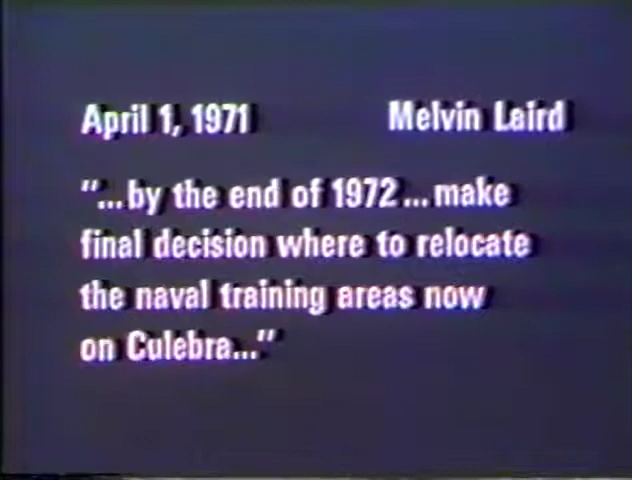 April 1, 1971 Melvin Laird
"...by the end of 1972...make
final decision where to relocate
the naval training areas now
on Culebra..."